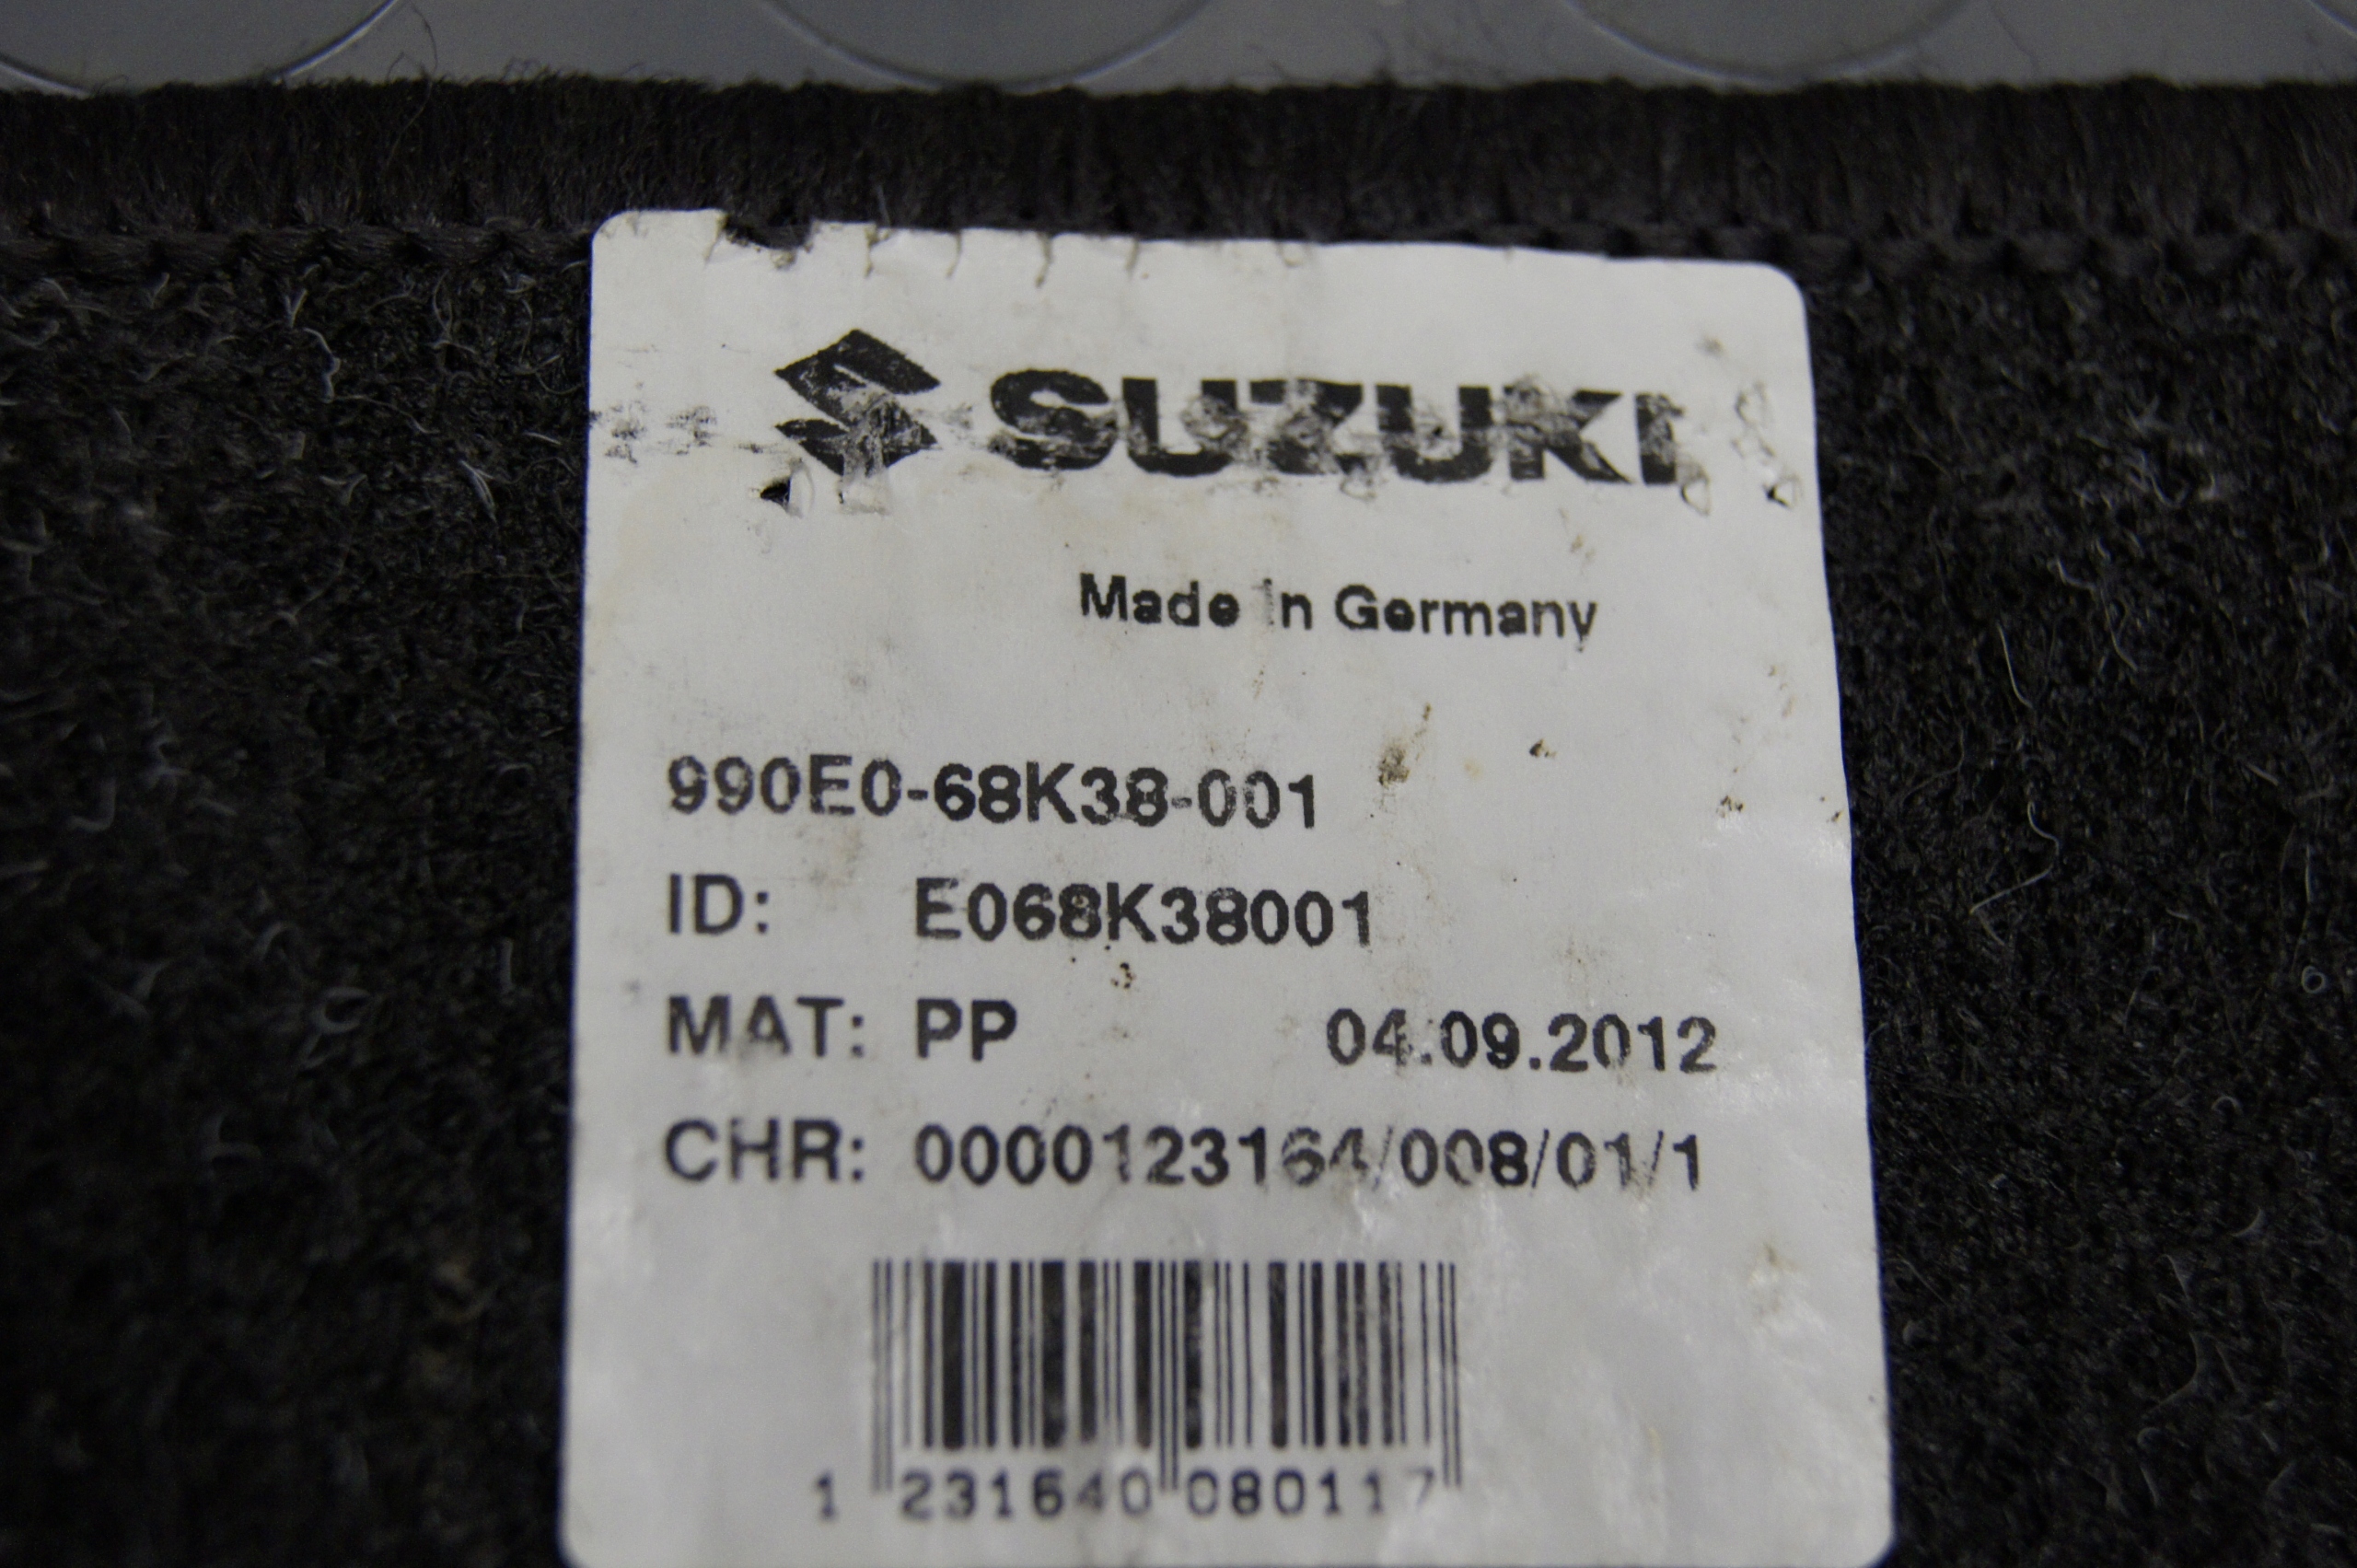 SUZUKI
Made in Germany
990E0-68K38-001
ID: E068K38001
MAT: PP 04.09.2012
CHR: 0000123164/008/01/1
1 231640 080117